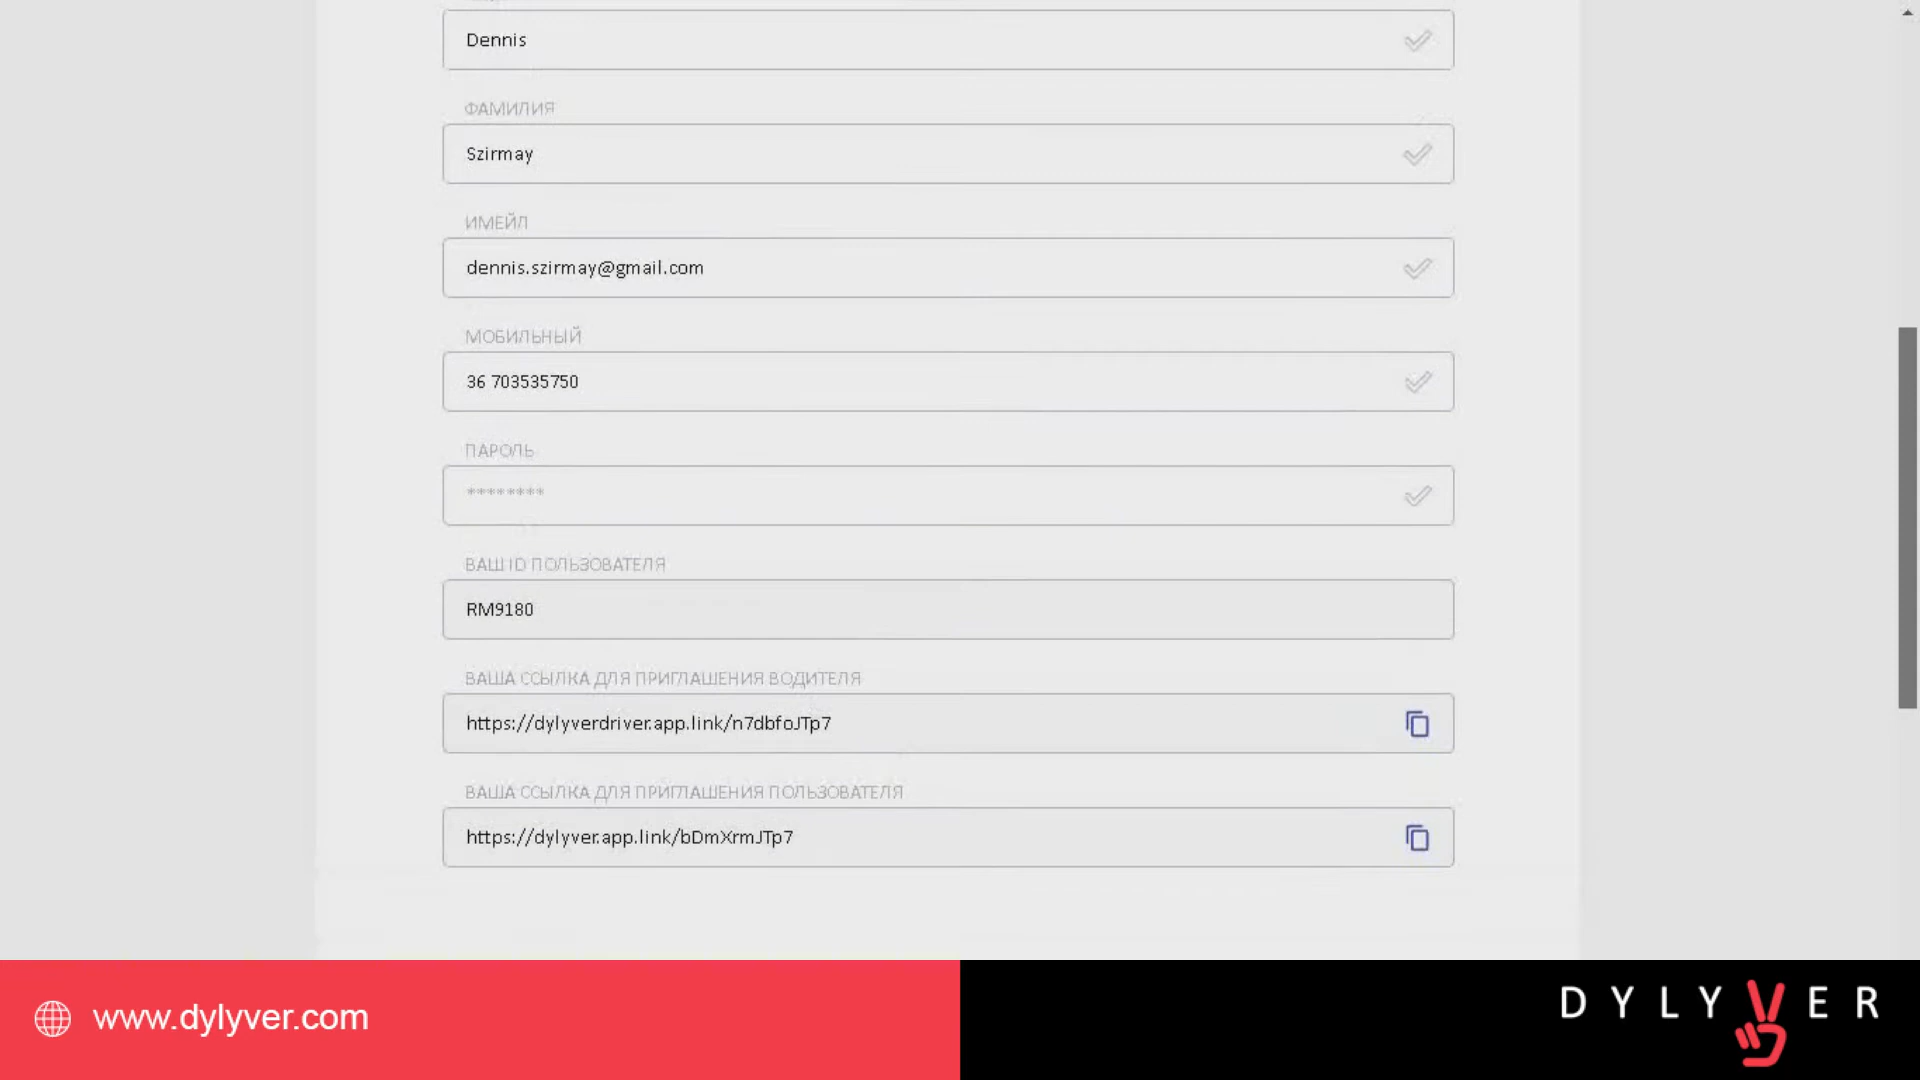 Dennis
ФАМИЛИЯ
Szirmay
ИМЕЙЛ
dennis.szirmay@gmail.com
МОБИЛЬНЫЙ
36 703535750
ПАРОЛЬ
********
ВАШ ID ПОЛЬЗОВАТЕЛЯ
RM9180
ВАША ССЫЛКА ДЛЯ ПРИГЛАШЕНИЯ ВОДИТЕЛЯ
https://dylyverdriver.app.link/n7dbfoJTp7
ВАША ССЫЛКА ДЛЯ ПРИГЛАШЕНИЯ ПОЛЬЗОВАТЕЛЯ
https://dylyver.app.link/bDmXrmJTp7
www.dylyver.com
DYLYVER